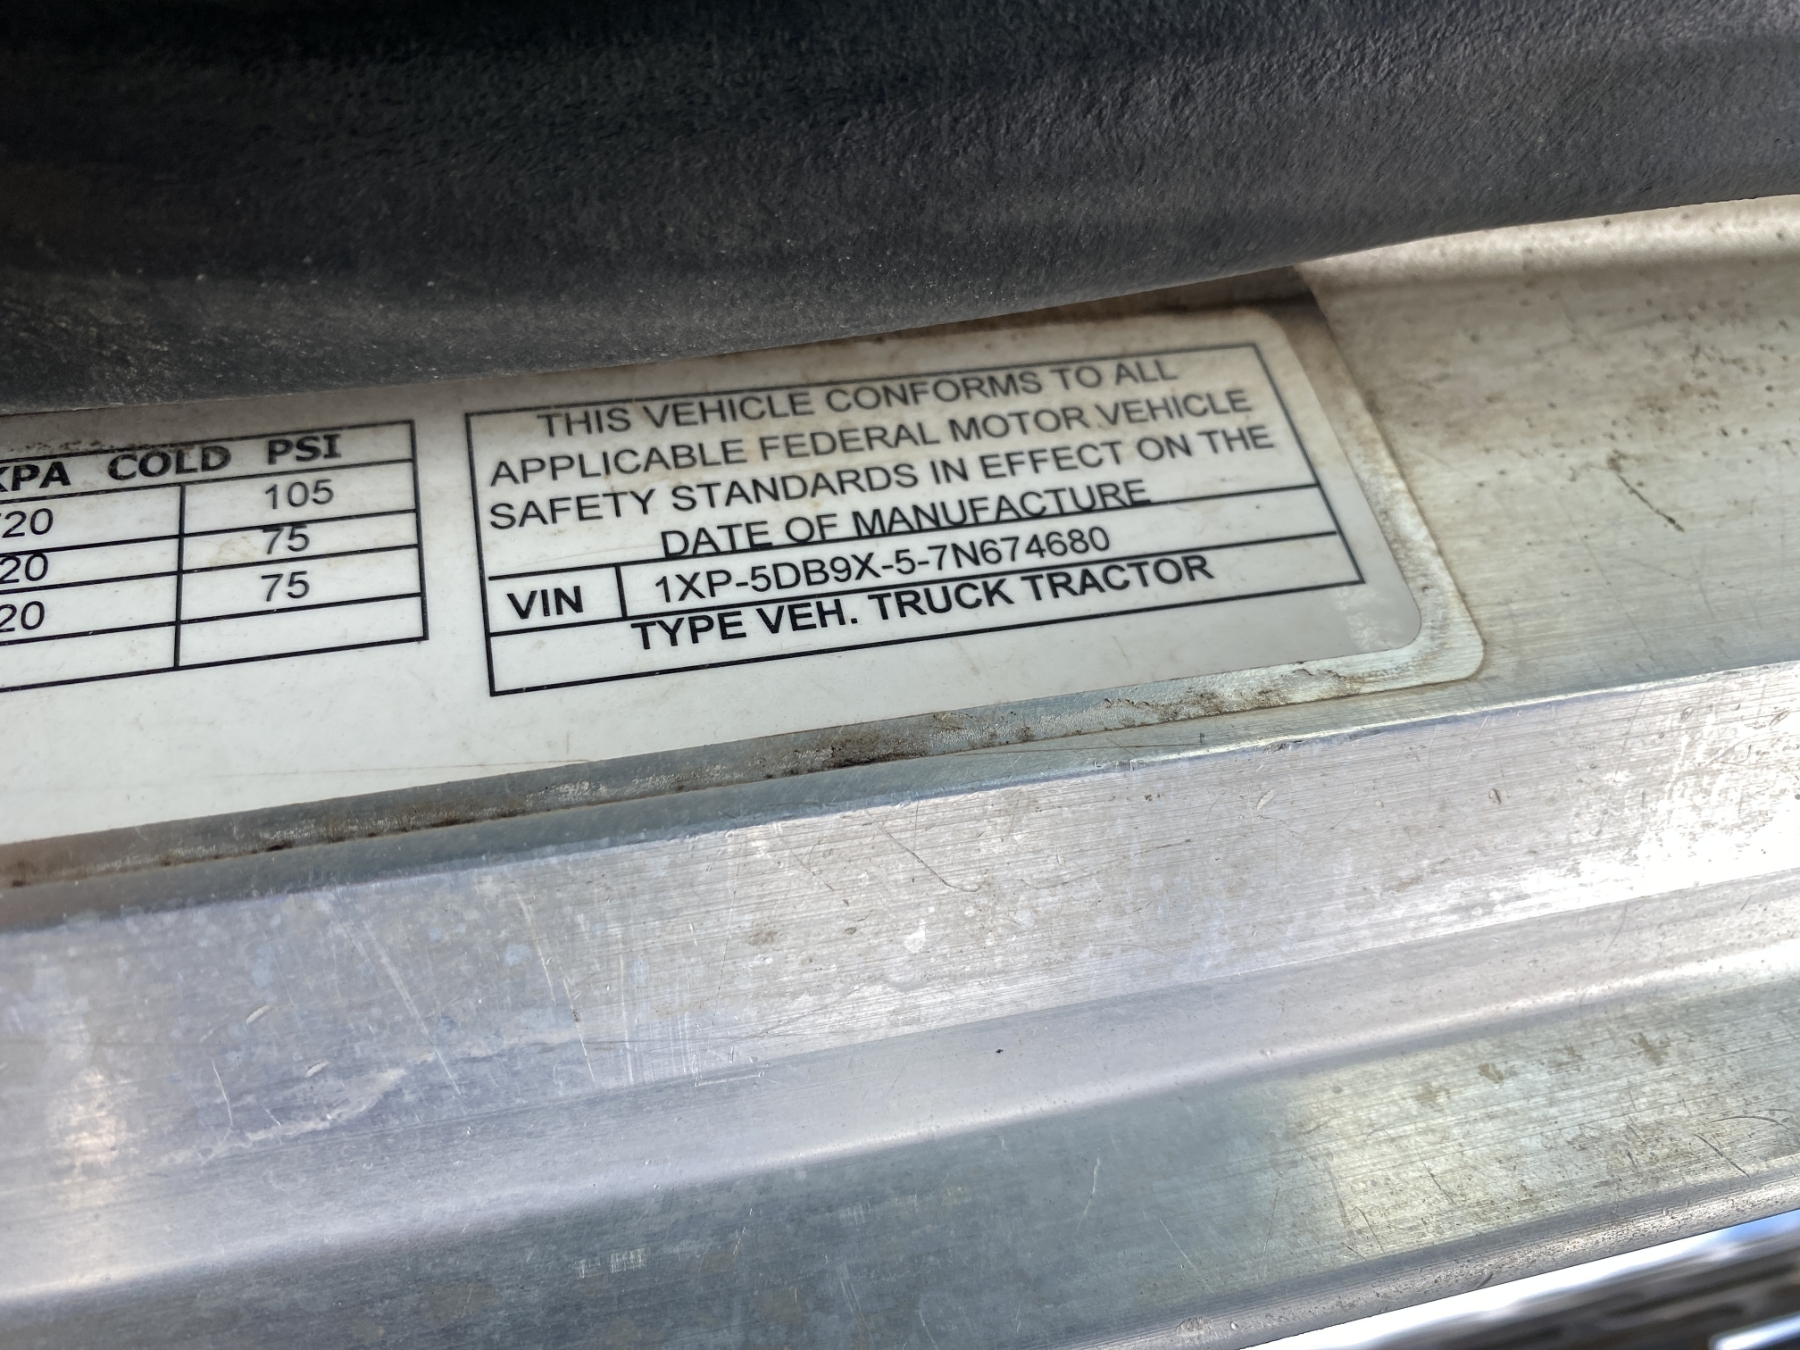 KPA COLD PSI
720 105
20 75
20 75
THIS VEHICLE CONFORMS TO ALL
APPLICABLE FEDERAL MOTOR VEHICLE
SAFETY STANDARDS IN EFFECT ON THE
DATE OF MANUFACTURE
VIN 1XP-5DB9X-5-7N674680
TYPE VEH. TRUCK TRACTOR